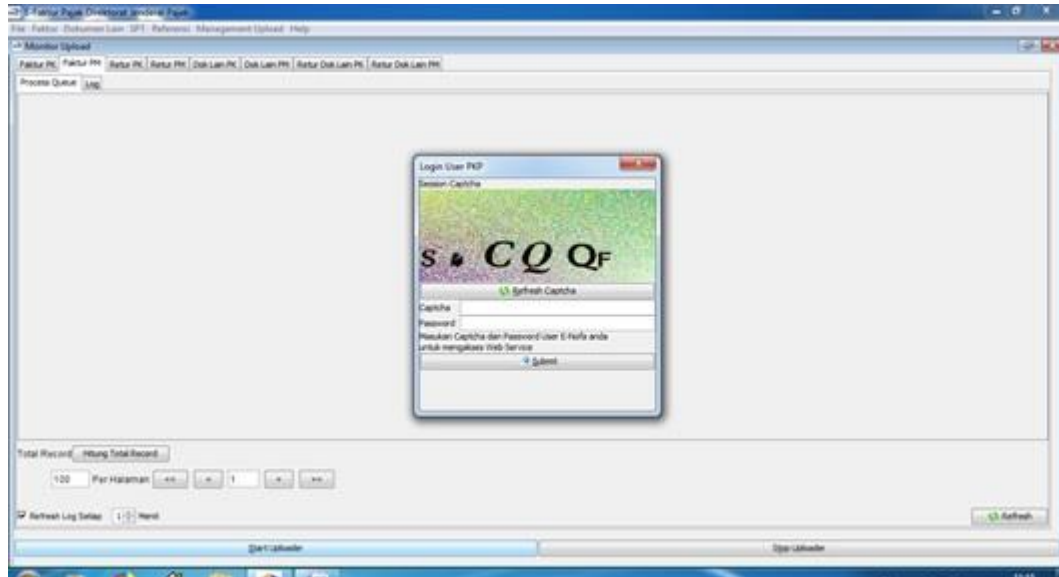 E-Faktur Pajak Direktorat Jenderal Pajak
File Faktur Dokumen Lain SPT Referensi Management Upload Help
Monitor Upload
Faktur PK Faktur PM Retur PK Retur PM Dok Lain PK Dok Lain PM Retur Dok Lain PK Retur Dok Lain PM
Process Queue Log
Login User PKP
Session Captcha
Refresh Captcha
Captcha
Password
Masukan Captcha dan Password User E-Nofa anda
untuk mengakses Web Service
Submit
Total Record Hitung Total Record
100 Per Halaman << < 1 > >>
Refresh Log Setiap 1 Menit
Refresh
Start Uploader Stop Uploader